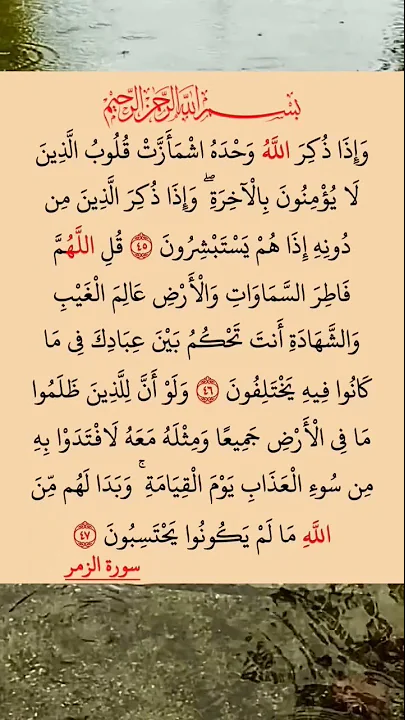 بِسْمِ اللَّهِ الرَّحْمَنِ الرَّحِيمِ
وَإِذَا ذُكِرَ اللَّهُ وَحْدَهُ اشْمَأَزَّتْ قُلُوبُ الَّذِينَ
لَا يُؤْمِنُونَ بِالْآخِرَةِ ۖ وَإِذَا ذُكِرَ الَّذِينَ مِن
دُونِهِ إِذَا هُمْ يَسْتَبْشِرُونَ ﴿٤٥﴾ قُلِ اللَّهُمَّ
فَاطِرَ السَّمَاوَاتِ وَالْأَرْضِ عَالِمَ الْغَيْبِ
وَالشَّهَادَةِ أَنتَ تَحْكُمُ بَيْنَ عِبَادِكَ فِي مَا
كَانُوا فِيهِ يَخْتَلِفُونَ ﴿٤٦﴾ وَلَوْ أَنَّ لِلَّذِينَ ظَلَمُوا
مَا فِي الْأَرْضِ جَمِيعًا وَمِثْلَهُ مَعَهُ لَافْتَدَوْا بِهِ
مِن سُوءِ الْعَذَابِ يَوْمَ الْقِيَامَةِ ۚ وَبَدَا لَهُم مِّنَ
اللَّهِ مَا لَمْ يَكُونُوا يَحْتَسِبُونَ ﴿٤٧﴾
سورة الزمر